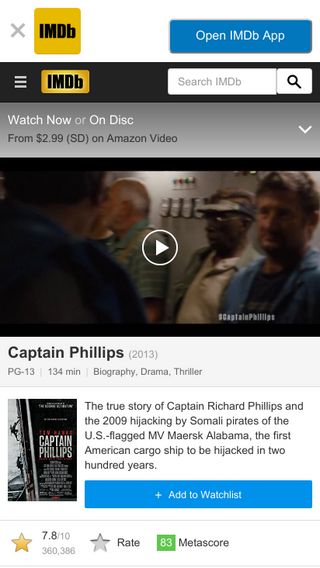 IMDb
Open IMDb App
IMDb
Search IMDb
Watch Now or On Disc
From $2.99 (SD) on Amazon Video
#CaptainPhillips
Captain Phillips (2013)
PG-13 | 134 min | Biography, Drama, Thriller
TOM HANKS
CAPTAIN
PHILLIPS
The true story of Captain Richard Phillips and
the 2009 hijacking by Somali pirates of the
U.S.-flagged MV Maersk Alabama, the first
American cargo ship to be hijacked in two
hundred years.
+ Add to Watchlist
7.8/10
360,386
Rate
83 Metascore